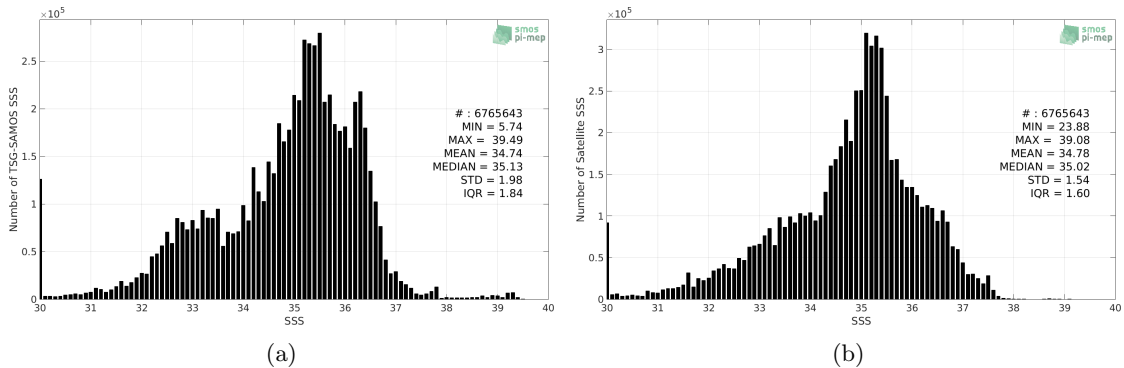 ×10^5
3
2.5
2
1.5
1
0.5
0
30 31 32 33 34 35 36 37 38 39 40
SSS
Number of TSG-SAMOS SSS
smos
pi-mep
# : 6765643
MIN = 5.74
MAX = 39.49
MEAN = 34.74
MEDIAN = 35.13
STD = 1.98
IQR = 1.84
(a)
×10^5
3
2.5
2
1.5
1
0.5
0
30 31 32 33 34 35 36 37 38 39 40
SSS
Number of Satellite SSS
smos
pi-mep
# : 6765643
MIN = 23.88
MAX = 39.08
MEAN = 34.78
MEDIAN = 35.02
STD = 1.54
IQR = 1.60
(b)